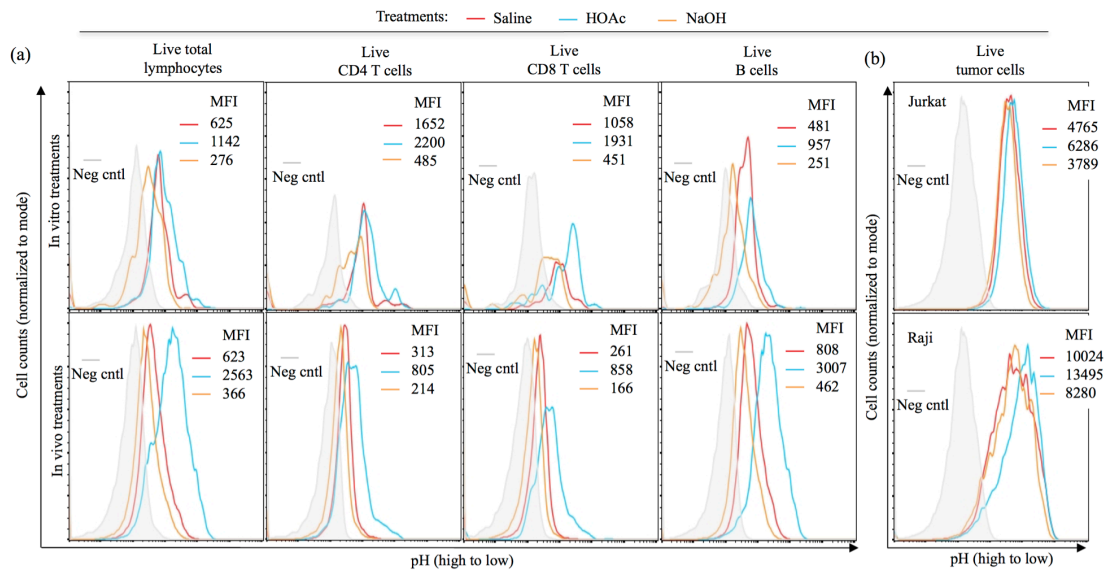 Treatments: Saline HOAc NaOH
(a)
Live total
lymphocytes
Live
CD4 T cells
Live
CD8 T cells
Live
B cells
(b)
Live
tumor cells
Cell counts (normalized to mode)
In vitro treatments
MFI
625
1142
276
Neg cntl
MFI
1652
2200
485
Neg cntl
MFI
1058
1931
451
Neg cntl
MFI
481
957
251
Neg cntl
In vivo treatments
MFI
623
2563
366
Neg cntl
MFI
313
805
214
Neg cntl
MFI
261
858
166
Neg cntl
MFI
808
3007
462
Neg cntl
pH (high to low)
Cell counts (normalized to mode)
Jurkat
MFI
4765
6286
3789
Neg cntl
Raji
MFI
10024
13495
8280
Neg cntl
pH (high to low)